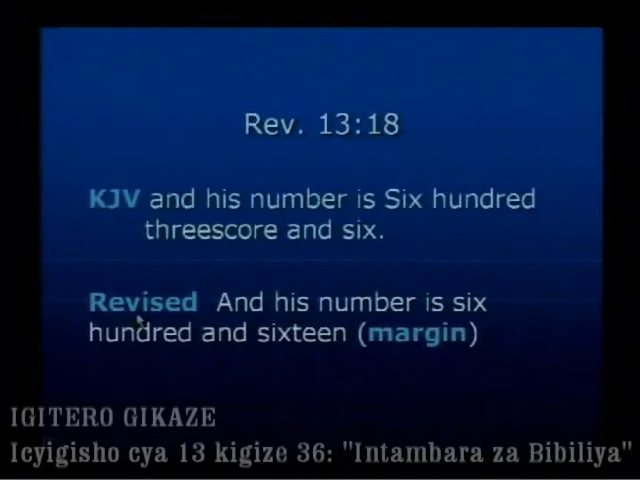 Rev. 13:18
KJV and his number is Six hundred
threescore and six.
Revised And his number is six
hundred and sixteen (margin)
IGITERO GIKAZE
Icyigisho cya 13 kigize 36: "Intambara za Bibiliya"